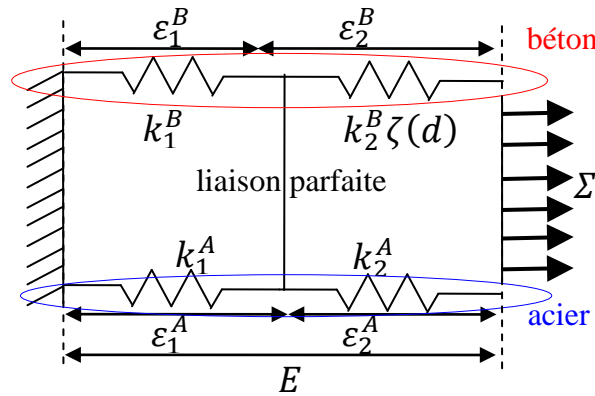 ε₁ᴮ ε₂ᴮ béton
k₁ᴮ k₂ᴮζ(d)
liaison parfaite Σ
k₁ᴬ k₂ᴬ
acier
ε₁ᴬ ε₂ᴬ
E